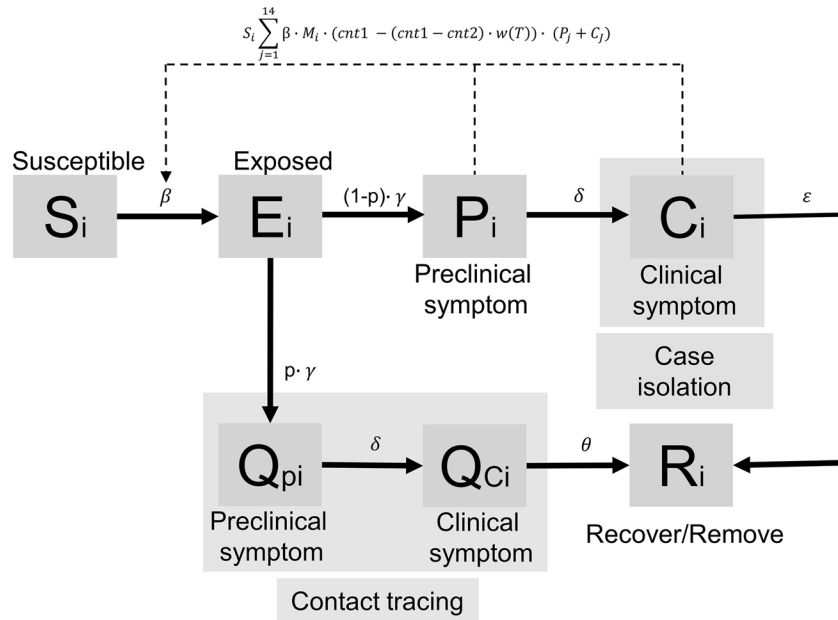 S_i \sum_{j=1}^{14} β · M_i · (cnt1 − (cnt1 − cnt2) · w(T)) · (P_j + C_j)
Susceptible
Exposed
S_i
β
E_i
(1-p)· γ
P_i
δ
C_i
ε
Preclinical
symptom
Clinical
symptom
Case
isolation
p· γ
Q_pi
δ
Q_Ci
θ
R_i
Preclinical
symptom
Clinical
symptom
Recover/Remove
Contact tracing